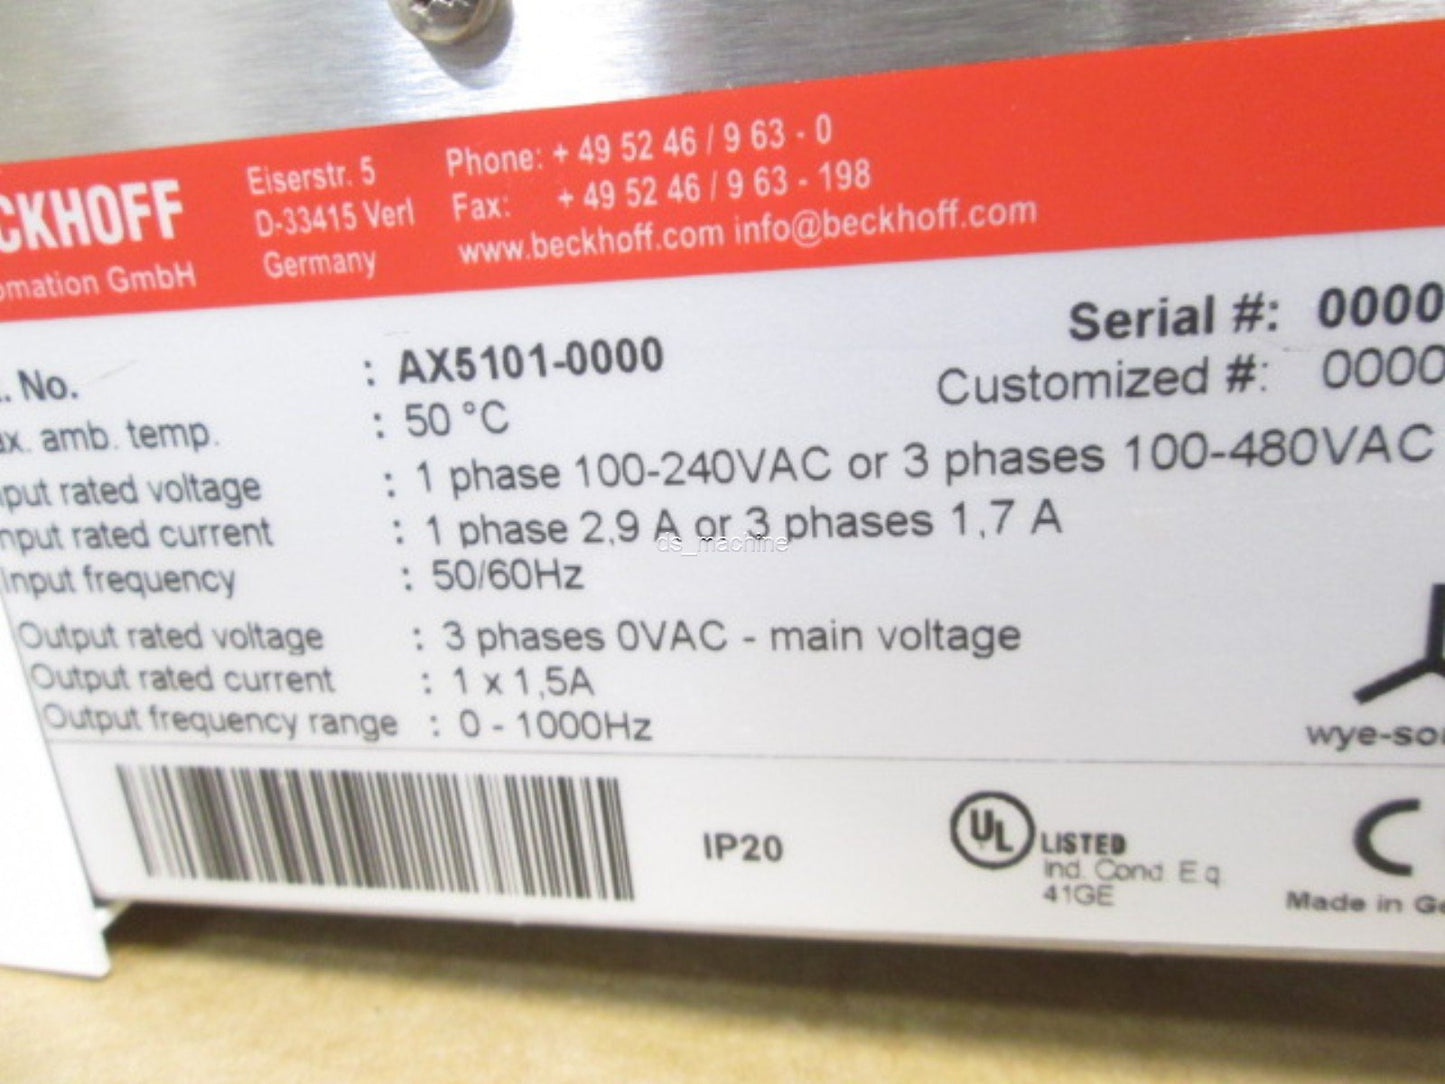 CKHOFF
omation GmbH
Eiserstr. 5
D-33415 Verl
Germany
Phone: + 49 52 46 / 9 63 - 0
Fax: + 49 52 46 / 9 63 - 198
www.beckhoff.com info@beckhoff.com
Serial #: 0000
Customized #: 0000
. No. : AX5101-0000
ax. amb. temp. : 50 °C
nput rated voltage : 1 phase 100-240VAC or 3 phases 100-480VAC
Input rated current : 1 phase 2,9 A or 3 phases 1,7 A
ds_machine
Input frequency : 50/60Hz
Output rated voltage : 3 phases 0VAC - main voltage
Output rated current : 1 x 1,5A
Output frequency range : 0 - 1000Hz
wye-so
IP20
UL LISTED
Ind. Cond. E.q.
41GE
C
Made in Ge